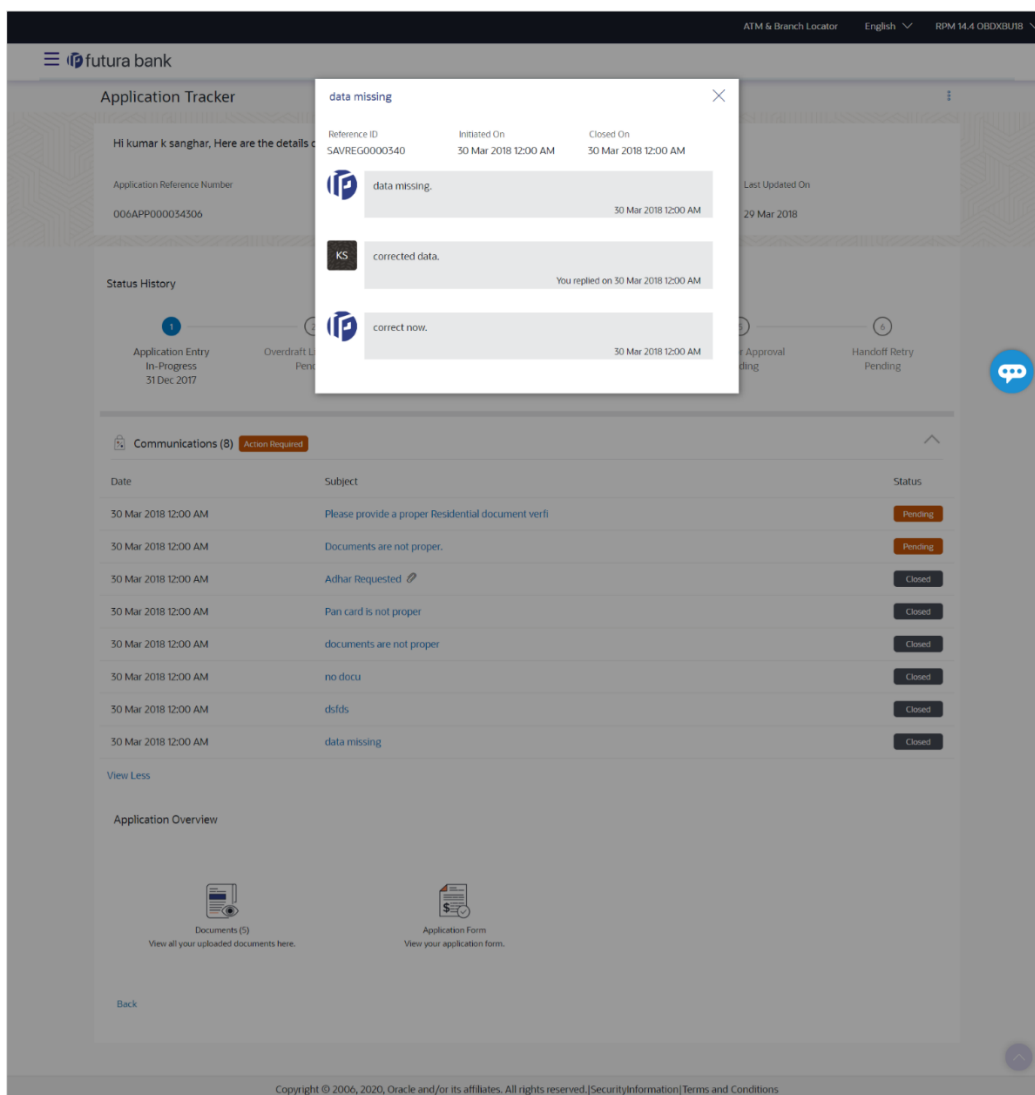 ATM & Branch Locator English RPM 14.4 OBDXBU18
futura bank
Application Tracker
Hi kumar k sanghar, Here are the details
Application Reference Number Last Updated On
006APP000034306 29 Mar 2018
data missing
Reference ID Initiated On Closed On
SAVREG0000340 30 Mar 2018 12:00 AM 30 Mar 2018 12:00 AM
data missing.
30 Mar 2018 12:00 AM
KS corrected data.
You replied on 30 Mar 2018 12:00 AM
correct now.
30 Mar 2018 12:00 AM
Status History
1 6
Application Entry Overdraft Approval Handoff Retry
In-Progress Pending
31 Dec 2017
Communications (8) Action Required
Date Subject Status
30 Mar 2018 12:00 AM Please provide a proper Residential document verfi Pending
30 Mar 2018 12:00 AM Documents are not proper. Pending
30 Mar 2018 12:00 AM Adhar Requested Closed
30 Mar 2018 12:00 AM Pan card is not proper Closed
30 Mar 2018 12:00 AM documents are not proper Closed
30 Mar 2018 12:00 AM no docu Closed
30 Mar 2018 12:00 AM dsfds Closed
30 Mar 2018 12:00 AM data missing Closed
View Less
Application Overview
Documents (5) Application Form
View all your uploaded documents here. View your application form.
Back
Copyright © 2006, 2020, Oracle and/or its affiliates. All rights reserved.|SecurityInformation|Terms and Conditions